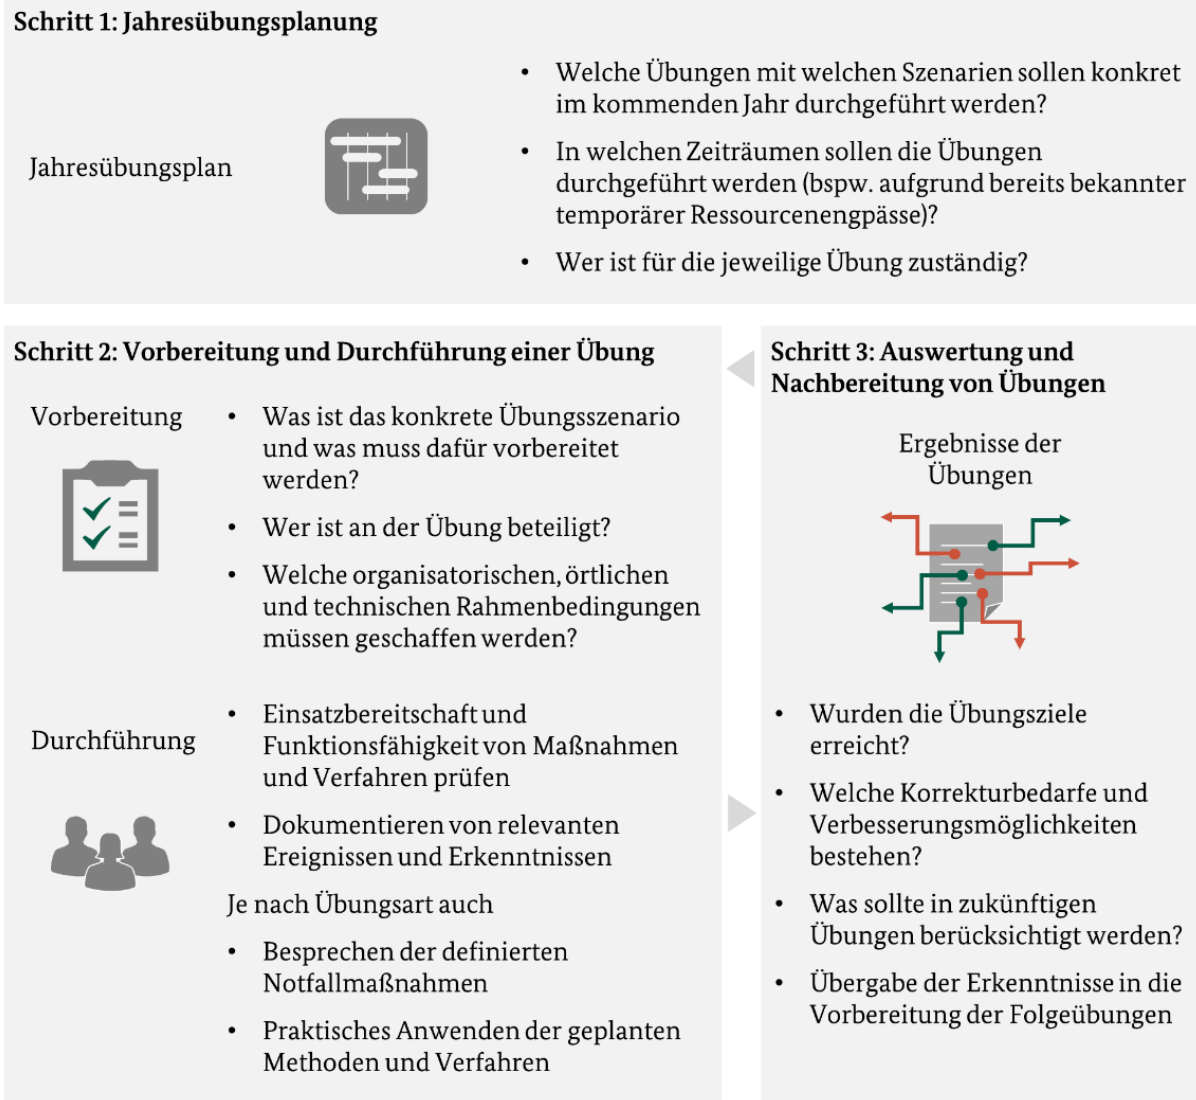 Schritt 1: Jahresübungsplanung
Jahresübungsplan
• Welche Übungen mit welchen Szenarien sollen konkret
im kommenden Jahr durchgeführt werden?
• In welchen Zeiträumen sollen die Übungen
durchgeführt werden (bspw. aufgrund bereits bekannter
temporärer Ressourcenengpässe)?
• Wer ist für die jeweilige Übung zuständig?
Schritt 2: Vorbereitung und Durchführung einer Übung
Vorbereitung
• Was ist das konkrete Übungsszenario
und was muss dafür vorbereitet
werden?
• Wer ist an der Übung beteiligt?
• Welche organisatorischen, örtlichen
und technischen Rahmenbedingungen
müssen geschaffen werden?
Durchführung
• Einsatzbereitschaft und
Funktionsfähigkeit von Maßnahmen
und Verfahren prüfen
• Dokumentieren von relevanten
Ereignissen und Erkenntnissen
Je nach Übungsart auch
• Besprechen der definierten
Notfallmaßnahmen
• Praktisches Anwenden der geplanten
Methoden und Verfahren
Schritt 3: Auswertung und
Nachbereitung von Übungen
Ergebnisse der
Übungen
• Wurden die Übungsziele
erreicht?
• Welche Korrekturbedarfe und
Verbesserungsmöglichkeiten
bestehen?
• Was sollte in zukünftigen
Übungen berücksichtigt werden?
• Übergabe der Erkenntnisse in die
Vorbereitung der Folgeübungen